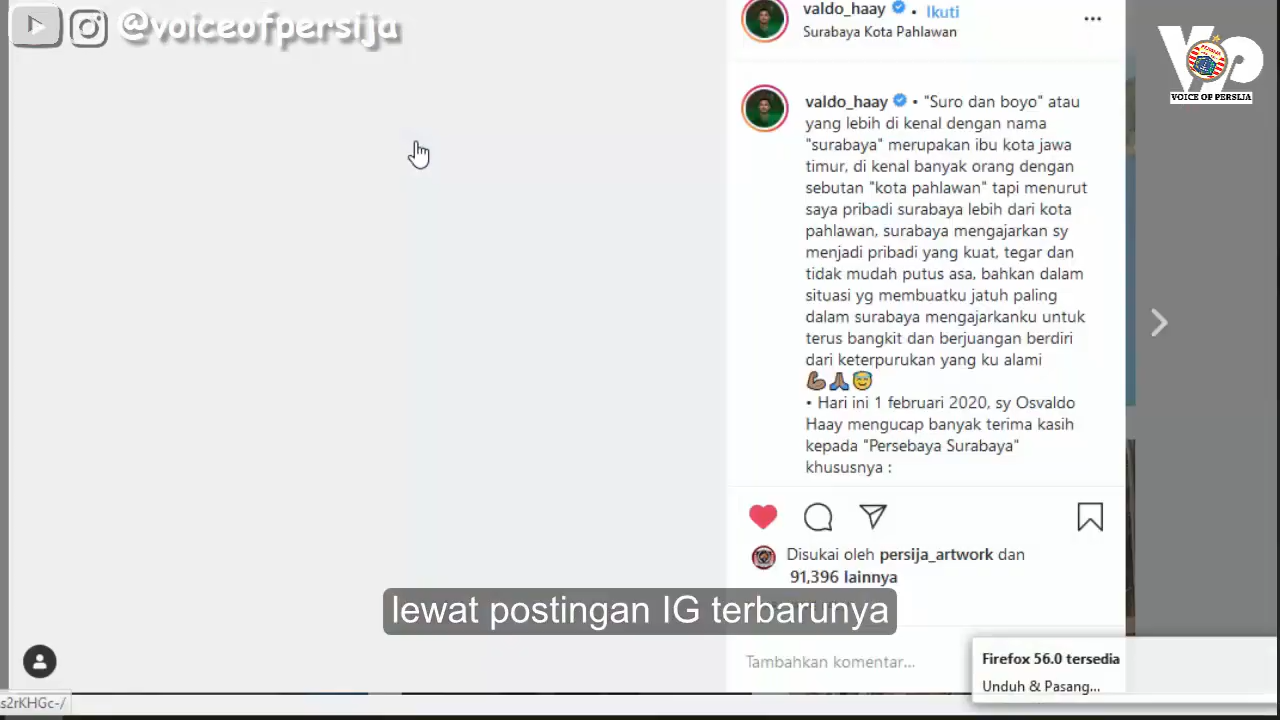 @voiceofpersija
valdo_haay • Ikuti
Surabaya Kota Pahlawan
VP
VOICE OF PERSIJA
valdo_haay • "Suro dan boyo" atau
yang lebih di kenal dengan nama
"surabaya" merupakan ibu kota jawa
timur, di kenal banyak orang dengan
sebutan "kota pahlawan" tapi menurut
saya pribadi surabaya lebih dari kota
pahlawan, surabaya mengajarkan sy
menjadi pribadi yang kuat, tegar dan
tidak mudah putus asa, bahkan dalam
situasi yg membuatku jatuh paling
dalam surabaya mengajarkanku untuk
terus bangkit dan berjuangan berdiri
dari keterpurukan yang ku alami
💪🏽🙏🏽😇
• Hari ini 1 februari 2020, sy Osvaldo
Haay mengucap banyak terima kasih
kepada "Persebaya Surabaya"
khususnya :
Disukai oleh persija_artwork dan
91,396 lainnya
lewat postingan IG terbarunya
Tambahkan komentar...
Firefox 56.0 tersedia
Unduh & Pasang...
s2rKHGc-/